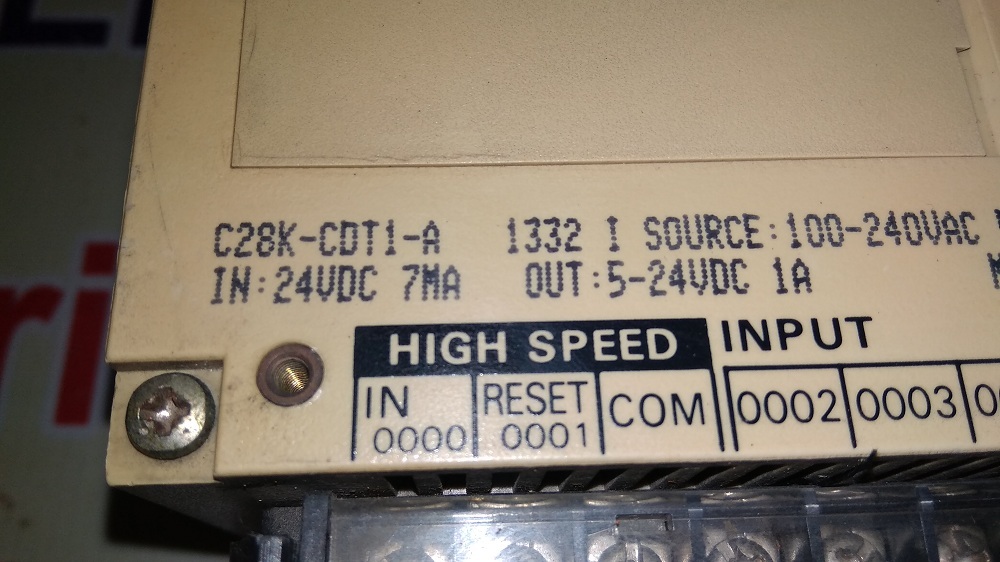 C28K-CDT1-A 1332 I SOURCE:100-240VAC
IN:24VDC 7MA OUT:5-24VDC 1A
HIGH SPEED
INPUT
IN
0000
RESET
0001
COM
0002
0003